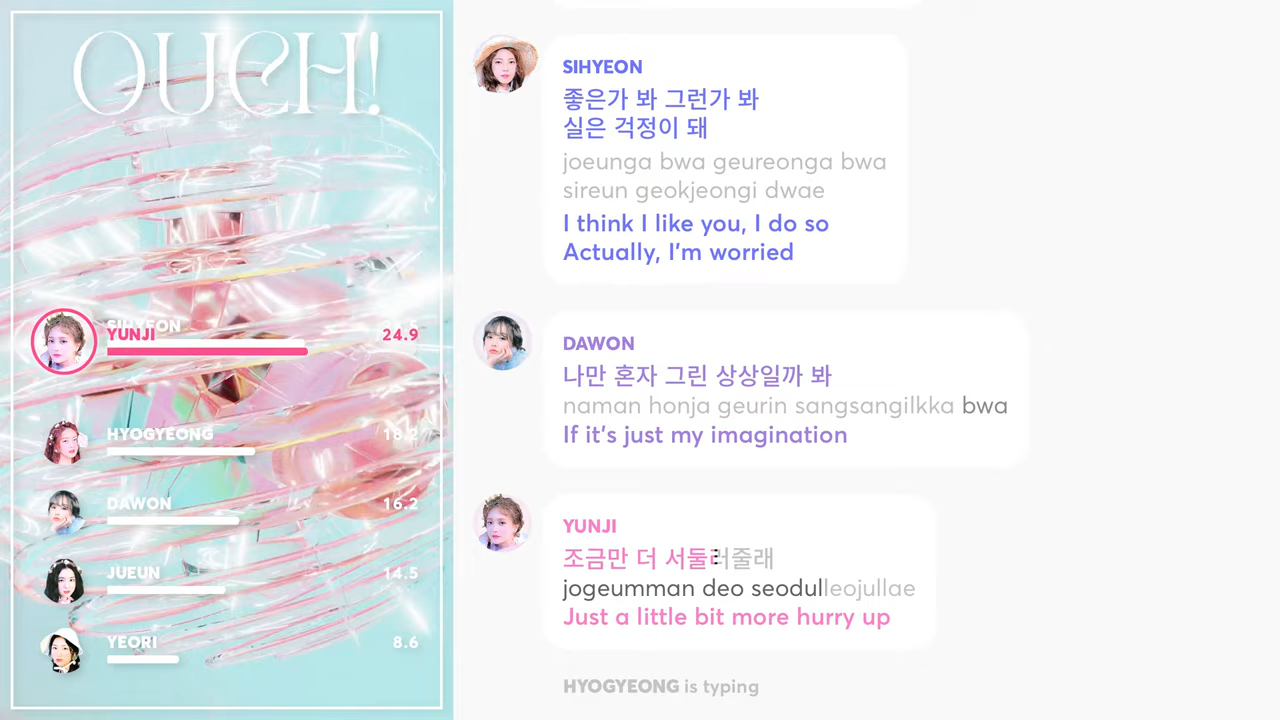 OUCH!
SIHYEON
YUNJI
24.9
HYOGYEONG
18.2
DAWON
16.2
JUEUN
14.5
YEORI
8.6
SIHYEON
좋은가 봐 그런가 봐
실은 걱정이 돼
joeunga bwa geureonga bwa
sireun geokjeongi dwae
I think I like you, I do so
Actually, I'm worried
DAWON
나만 혼자 그린 상상일까 봐
naman honja geurin sangsangilkka bwa
If it's just my imagination
YUNJI
조금만 더 서둘러줄래
jogeumman deo seodulleojullae
Just a little bit more hurry up
HYOGYEONG is typing